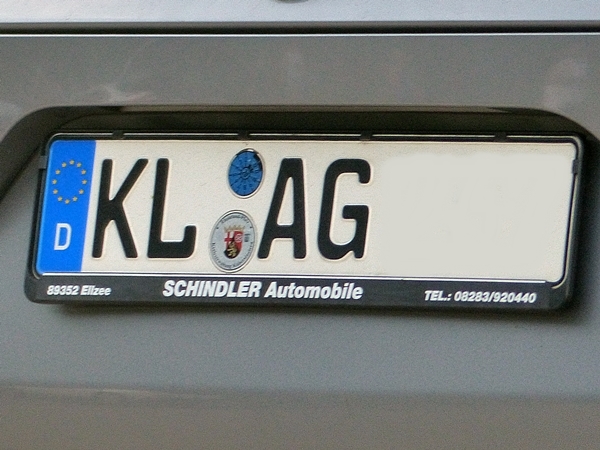 D
KL AG
89352 Ellzee SCHINDLER Automobile TEL.: 08283/920440